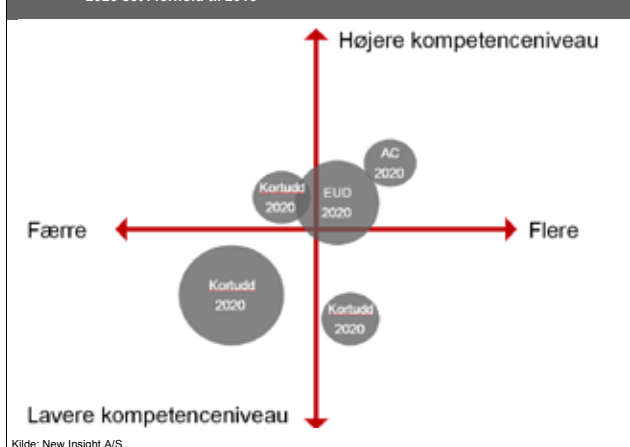 Højere kompetenceniveau
AC
2020
Kortudd
2020
EUD
2020
Færre
Flere
Kortudd
2020
Kortudd
2020
Lavere kompetenceniveau
Kilde: New Insight A/S